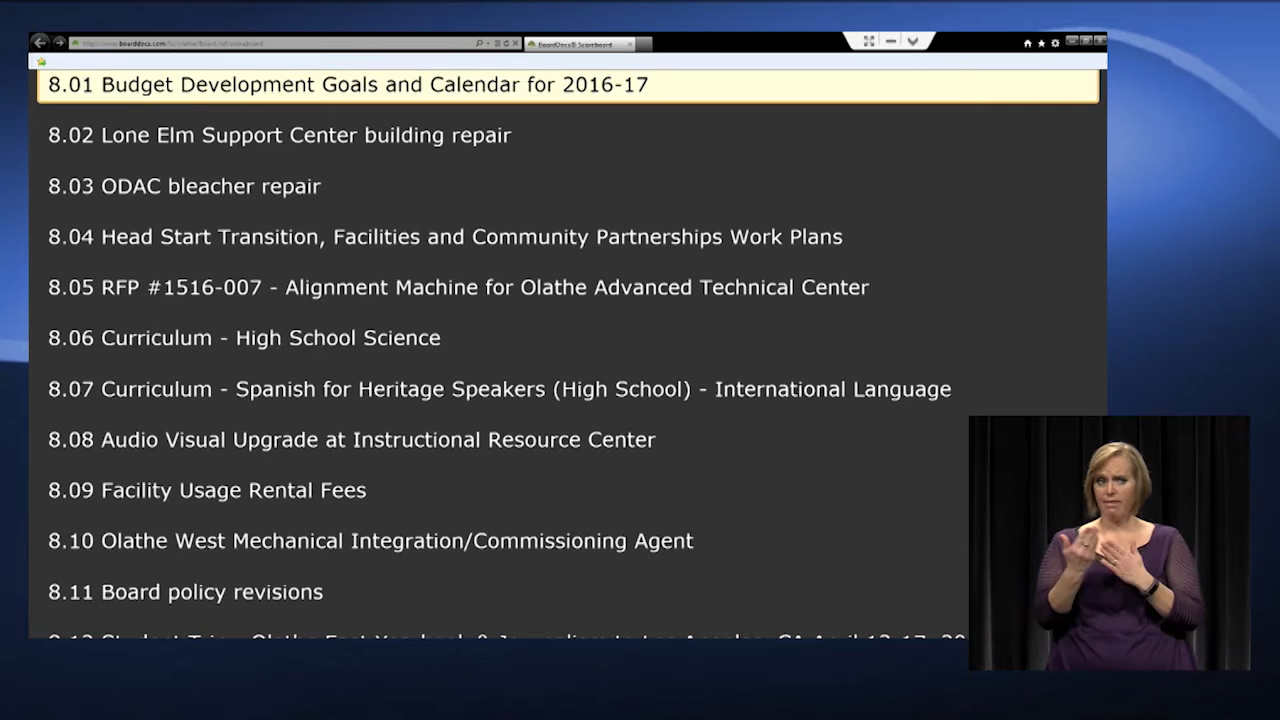 BoardDocs® Scoreboard
8.01 Budget Development Goals and Calendar for 2016-17
8.02 Lone Elm Support Center building repair
8.03 ODAC bleacher repair
8.04 Head Start Transition, Facilities and Community Partnerships Work Plans
8.05 RFP #1516-007 - Alignment Machine for Olathe Advanced Technical Center
8.06 Curriculum - High School Science
8.07 Curriculum - Spanish for Heritage Speakers (High School) - International Language
8.08 Audio Visual Upgrade at Instructional Resource Center
8.09 Facility Usage Rental Fees
8.10 Olathe West Mechanical Integration/Commissioning Agent
8.11 Board policy revisions